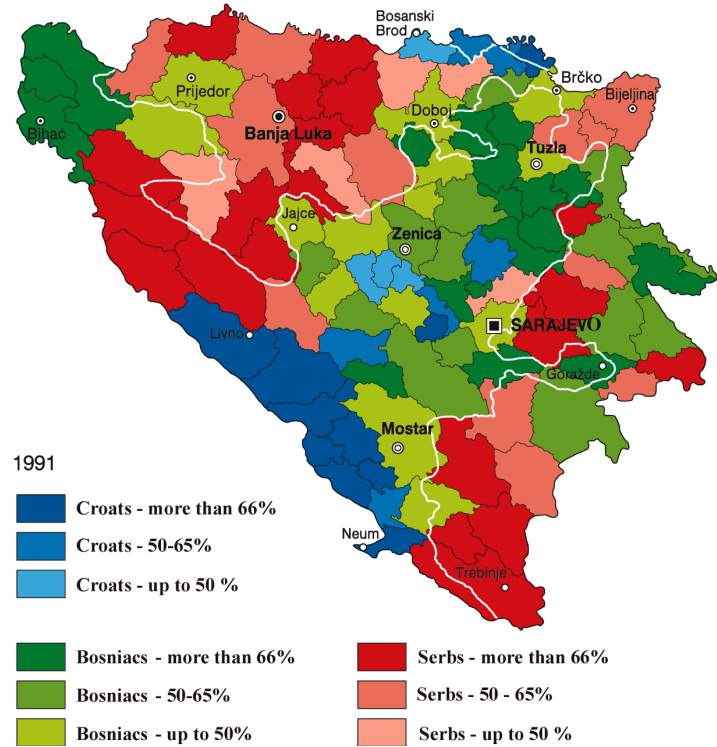 Bosanski
Brod
Brčko
Prijedor
Bijeljina
Doboj
Banja Luka
Bihać
Tuzla
Jajce
Zenica
SARAJEVO
Livno
Goražde
Mostar
1991
Croats - more than 66%
Croats - 50-65%
Neum
Croats - up to 50 %
Trebinje
Bosniacs - more than 66%
Serbs - more than 66%
Bosniacs - 50-65%
Serbs - 50 - 65%
Bosniacs - up to 50%
Serbs - up to 50 %